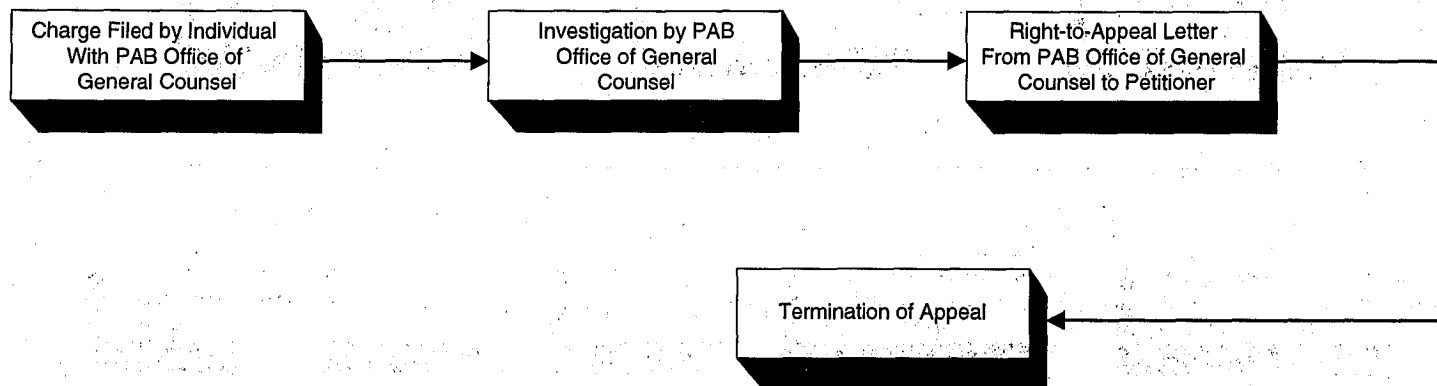 Charge Filed by Individual
With PAB Office of
General Counsel
Investigation by PAB
Office of General
Counsel
Right-to-Appeal Letter
From PAB Office of General
Counsel to Petitioner
Termination of Appeal